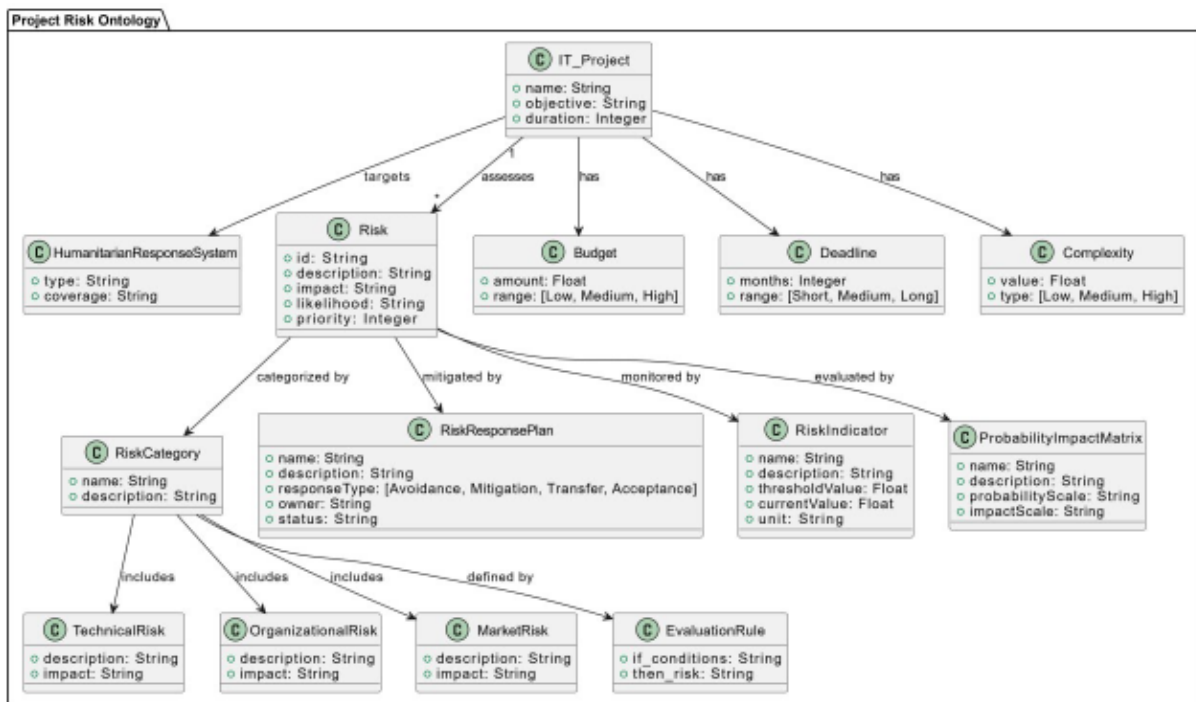 Project Risk Ontology
C IT_Project
name: String
objective: String
duration: Integer
1
targets
assesses
has
has
has
*
C HumanitarianResponseSystem
type: String
coverage: String
C Risk
id: String
description: String
impact: String
likelihood: String
priority: Integer
C Budget
amount: Float
range: [Low, Medium, High]
C Deadline
months: Integer
range: [Short, Medium, Long]
C Complexity
value: Float
type: [Low, Medium, High]
categorized by
mitigated by
monitored by
evaluated by
C RiskCategory
name: String
description: String
C RiskResponsePlan
name: String
description: String
responseType: [Avoidance, Mitigation, Transfer, Acceptance]
owner: String
status: String
C RiskIndicator
name: String
description: String
thresholdValue: Float
currentValue: Float
unit: String
C ProbabilityImpactMatrix
name: String
description: String
probabilityScale: String
impactScale: String
includes
includes
includes
defined by
C TechnicalRisk
description: String
impact: String
C OrganizationalRisk
description: String
impact: String
C MarketRisk
description: String
impact: String
C EvaluationRule
if_conditions: String
then_risk: String